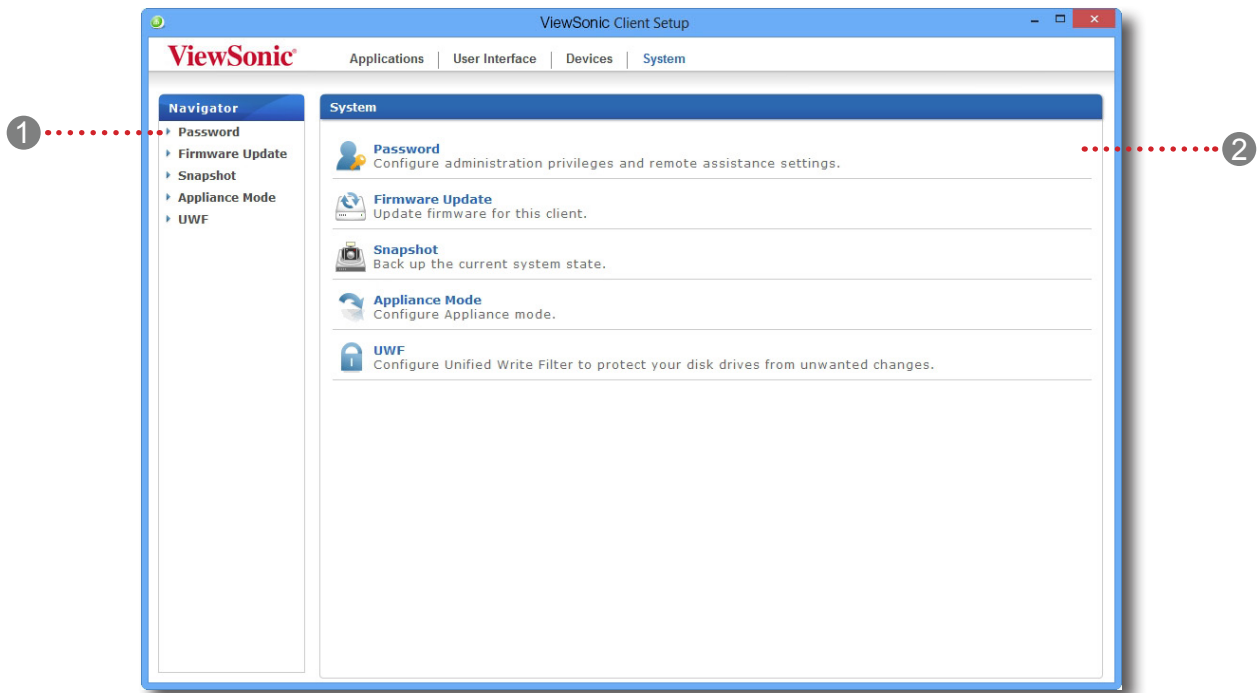 ViewSonic Client Setup
ViewSonic®
Applications | User Interface | Devices | System
Navigator
Password
Firmware Update
Snapshot
Appliance Mode
UWF
System
Password
Configure administration privileges and remote assistance settings.
Firmware Update
Update firmware for this client.
Snapshot
Back up the current system state.
Appliance Mode
Configure Appliance mode.
UWF
Configure Unified Write Filter to protect your disk drives from unwanted changes.
1
2